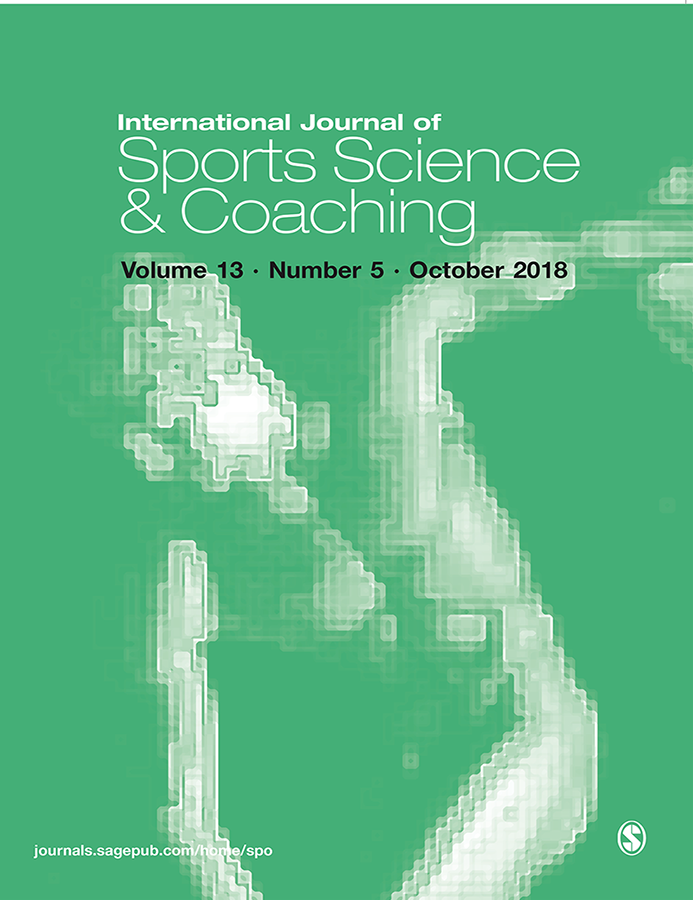 International Journal of
Sports Science
& Coaching
Volume 13 · Number 5 · October 2018
journals.sagepub.com/home/spo
S